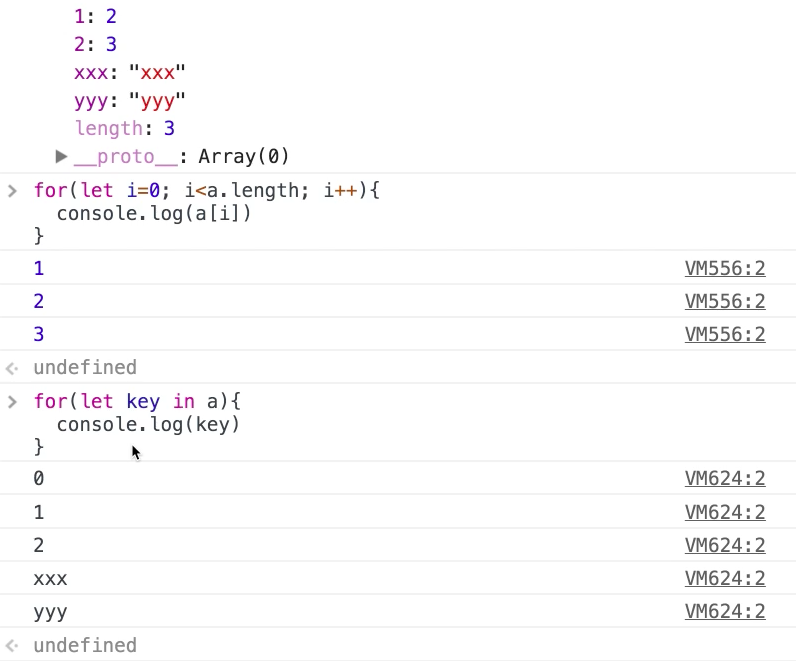 1: 2
2: 3
xxx: "xxx"
yyy: "yyy"
length: 3
▶ __proto__: Array(0)
> for(let i=0; i<a.length; i++){
  console.log(a[i])
}
1 VM556:2
2 VM556:2
3 VM556:2
undefined
> for(let key in a){
  console.log(key)
}
0 VM624:2
1 VM624:2
2 VM624:2
xxx VM624:2
yyy VM624:2
undefined